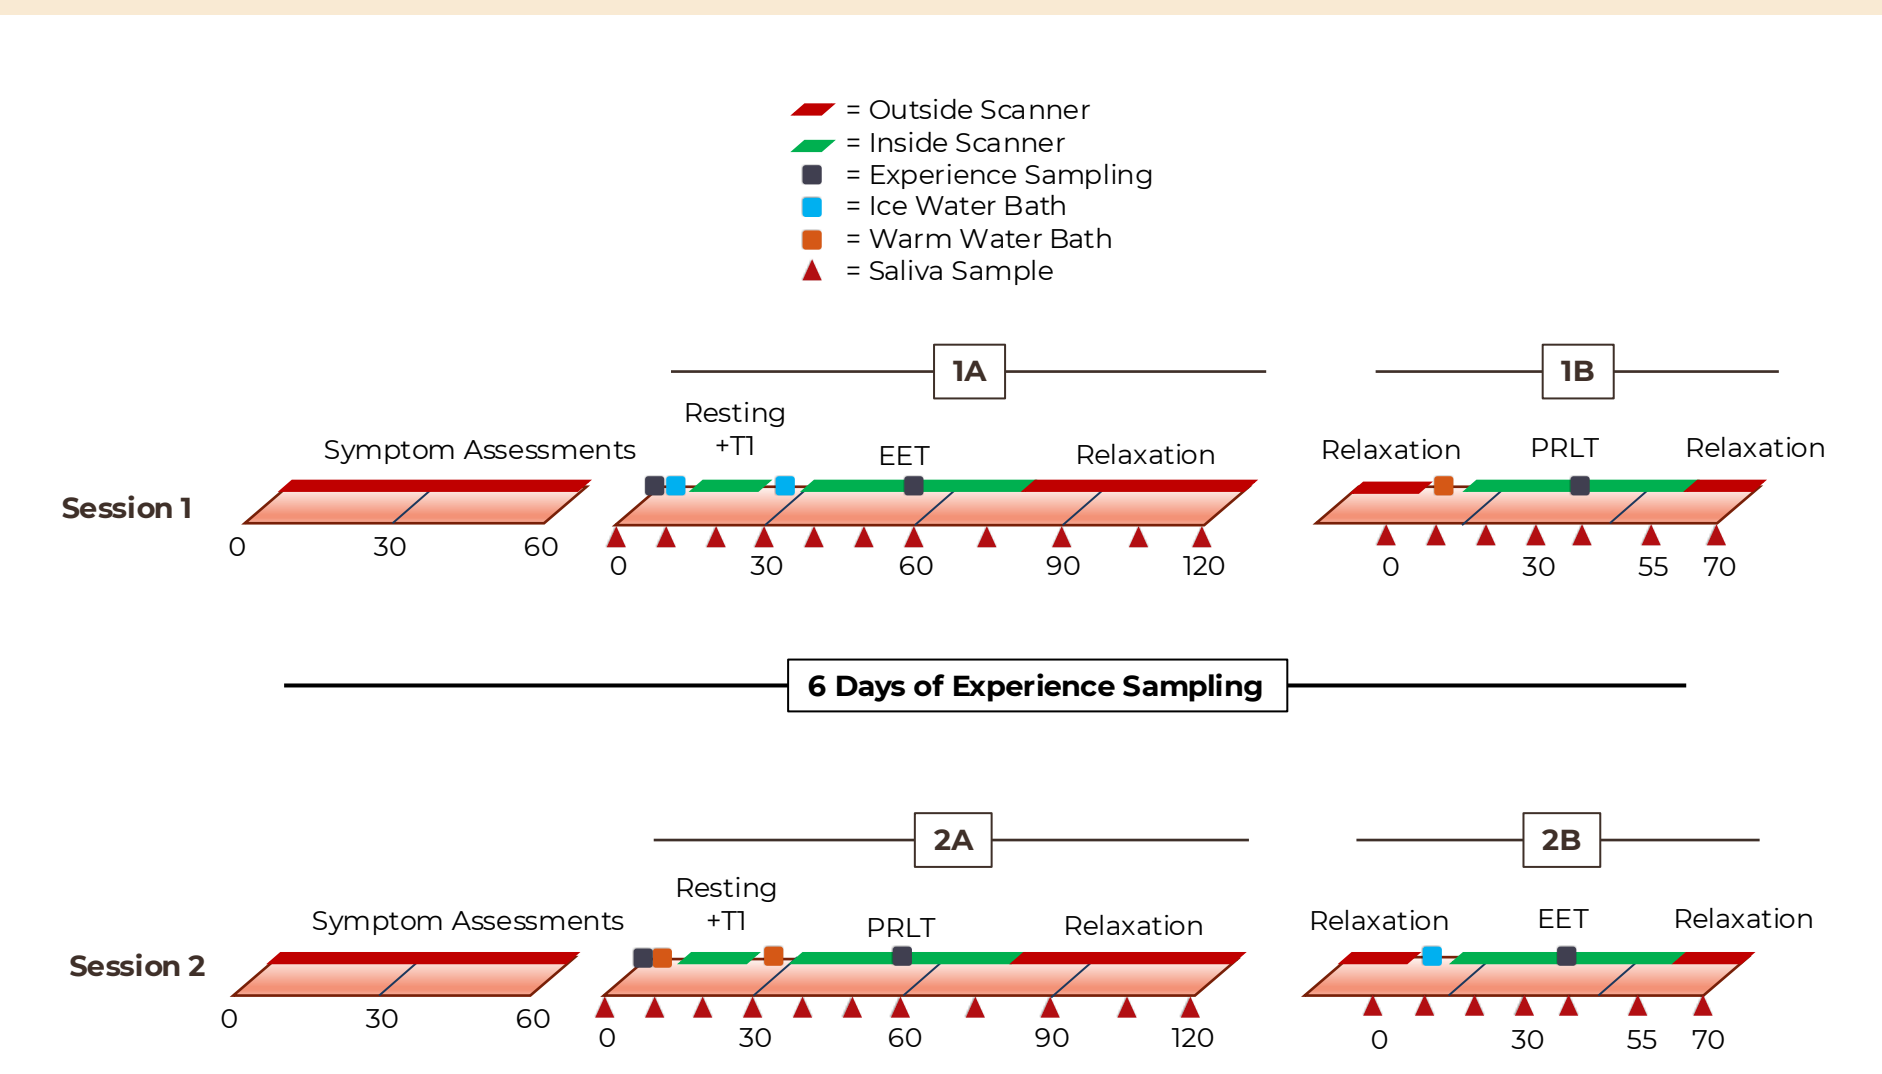 = Outside Scanner
= Inside Scanner
= Experience Sampling
= Ice Water Bath
= Warm Water Bath
= Saliva Sample
1A
1B
Resting
+T1
Symptom Assessments
EET
Relaxation
Relaxation
PRLT
Relaxation
Session 1
0 30 60
0 30 60 90 120
0 30 55 70
6 Days of Experience Sampling
2A
2B
Resting
+T1
Symptom Assessments
PRLT
Relaxation
Relaxation
EET
Relaxation
Session 2
0 30 60
0 30 60 90 120
0 30 55 70